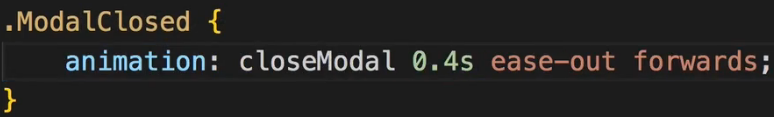 .ModalClosed {
    animation: closeModal 0.4s ease-out forwards;
}